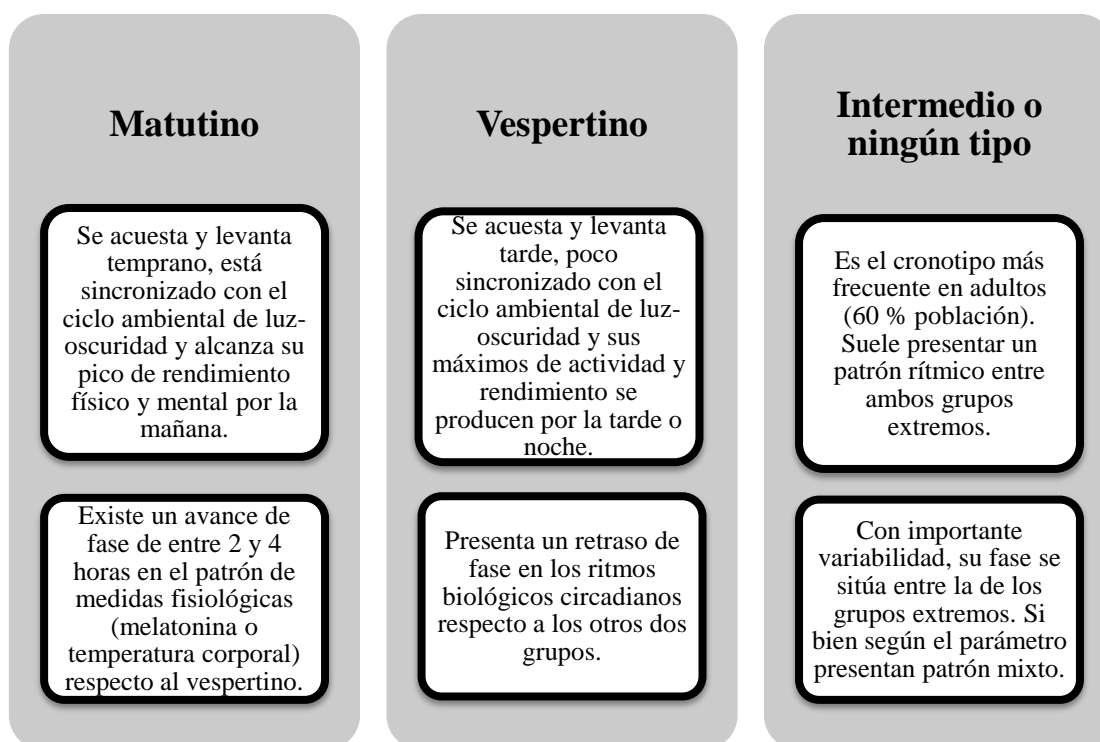 Matutino
Se acuesta y levanta
temprano, está
sincronizado con el
ciclo ambiental de luz-
oscuridad y alcanza su
pico de rendimiento
físico y mental por la
mañana.
Existe un avance de
fase de entre 2 y 4
horas en el patrón de
medidas fisiológicas
(melatonina o
temperatura corporal)
respecto al vespertino.
Vespertino
Se acuesta y levanta
tarde, poco
sincronizado con el
ciclo ambiental de luz-
oscuridad y sus
máximos de actividad y
rendimiento se
producen por la tarde o
noche.
Presenta un retraso de
fase en los ritmos
biológicos circadianos
respecto a los otros dos
grupos.
Intermedio o
ningún tipo
Es el cronotipo más
frecuente en adultos
(60 % población).
Suele presentar un
patrón rítmico entre
ambos grupos
extremos.
Con importante
variabilidad, su fase se
sitúa entre la de los
grupos extremos. Si
bien según el parámetro
presentan patrón mixto.